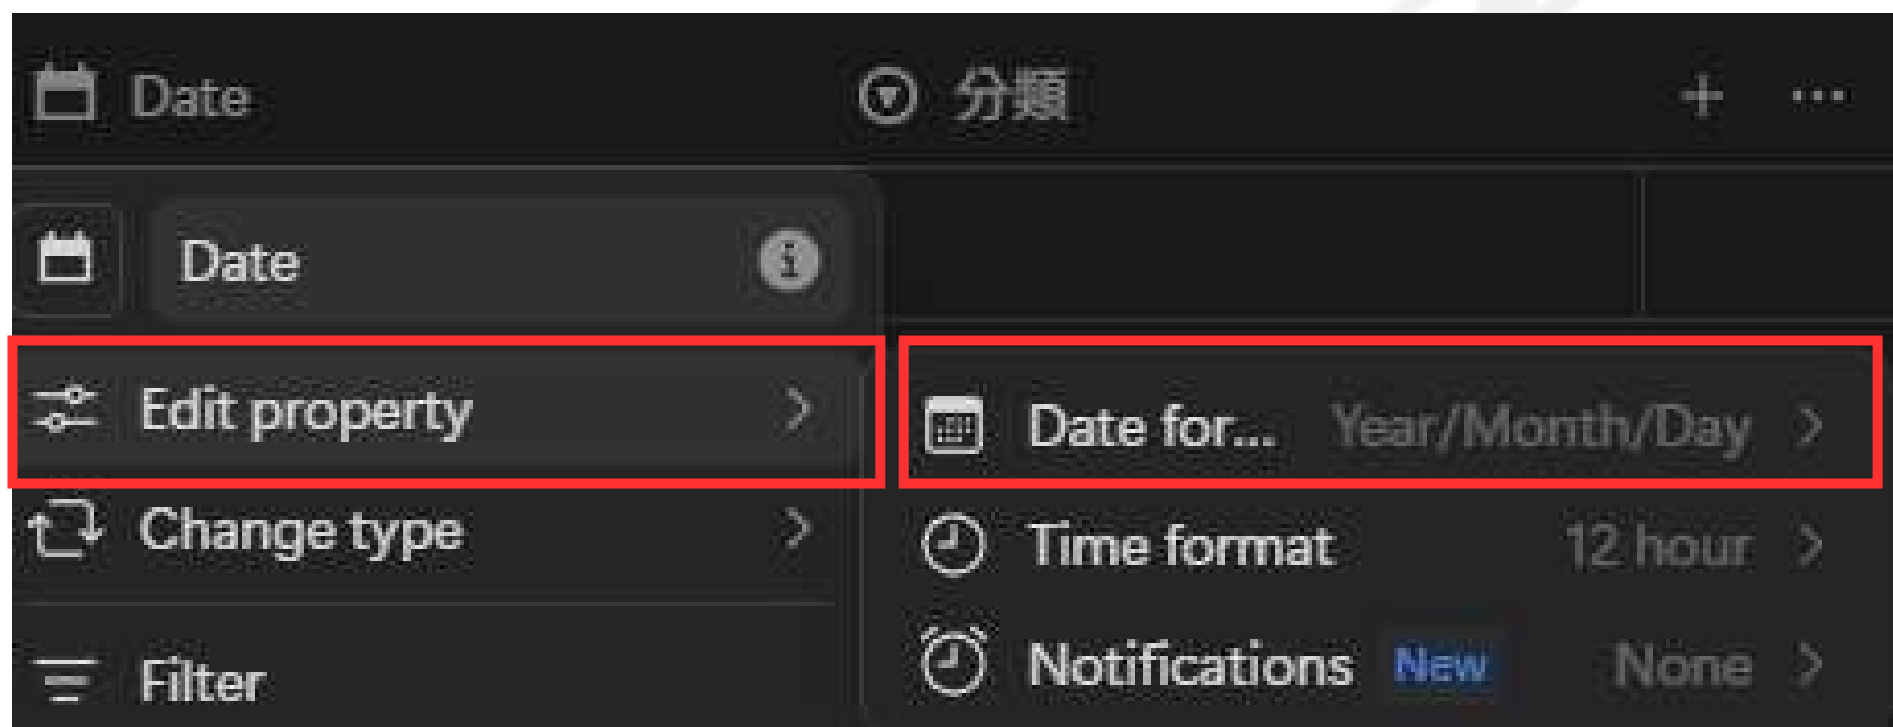 Date 分類
Date
Edit property
Change type
Filter
Date for... Year/Month/Day
Time format 12 hour
Notifications New None